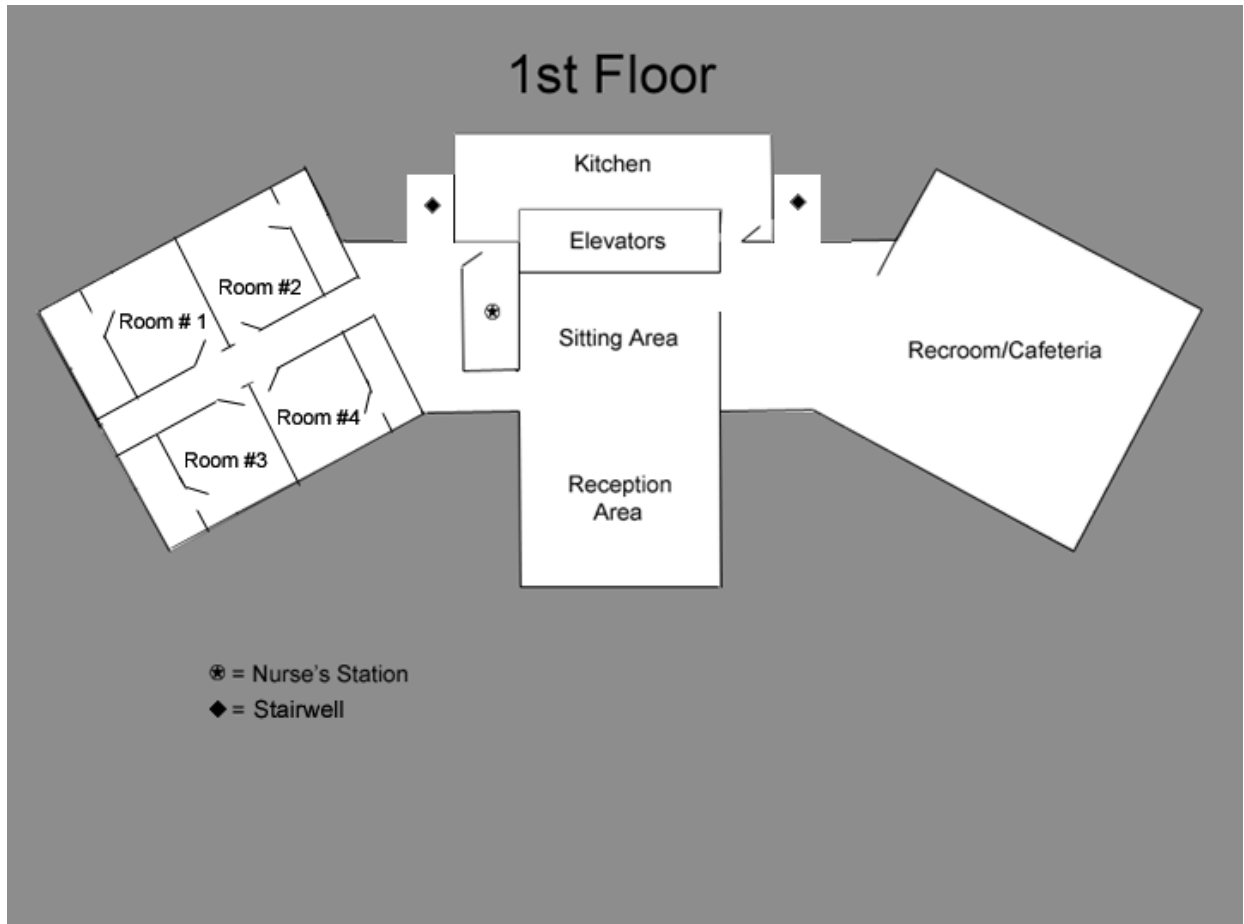 1st Floor
Kitchen
Elevators
Room #2
Room # 1
Sitting Area
Recroom/Cafeteria
Room #4
Room #3
Reception
Area
= Nurse's Station
= Stairwell